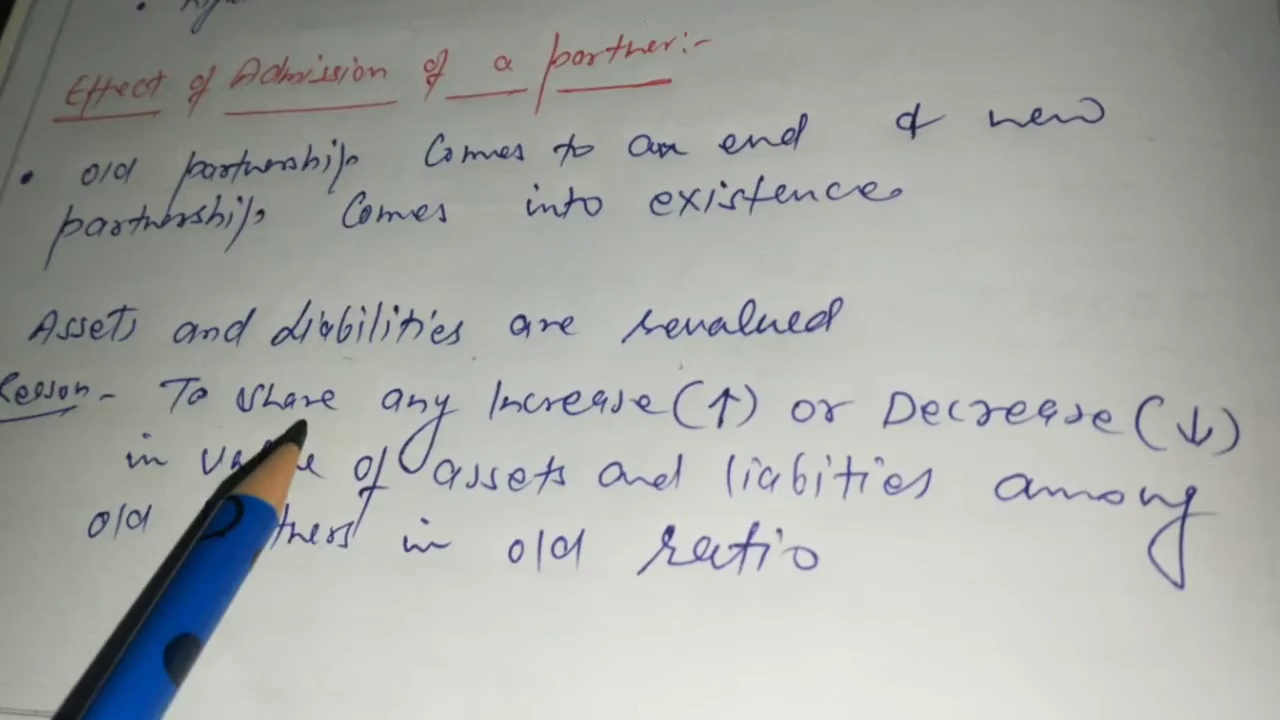 Effect of Admission of a partner:-
• old partnership comes to an end & new
partnership comes into existence
Assets and liabilities are revalued
Reason- To share any Increase (↑) or Decrease (↓)
in of assets and liabities among
old in old ratio